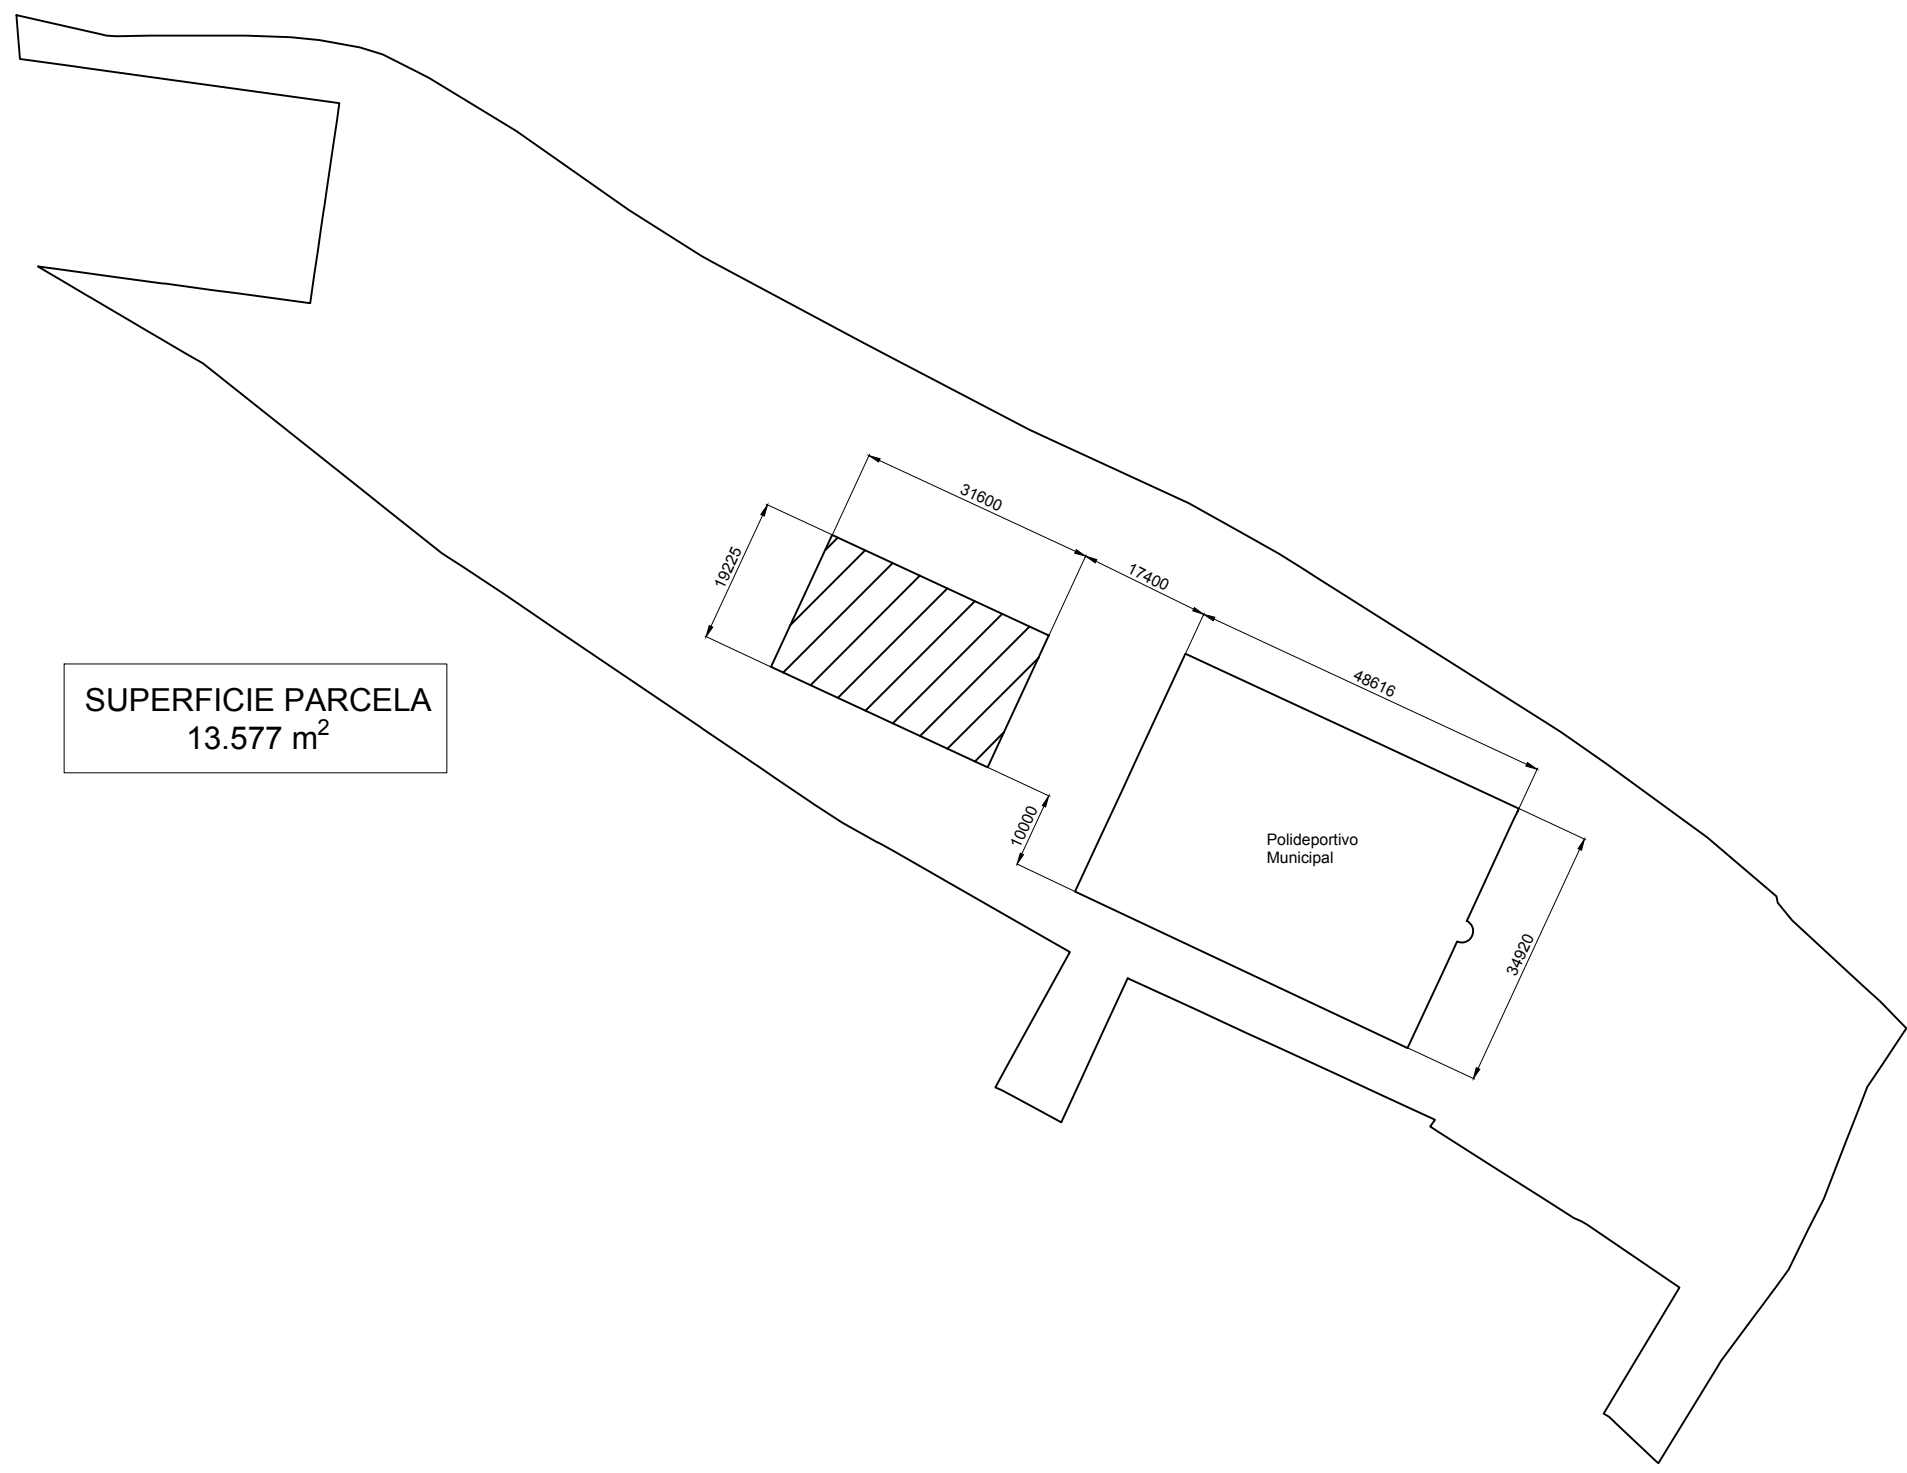 31600
17400
19225
48616
SUPERFICIE PARCELA
13.577 m²
10000
Polideportivo
Municipal
34920